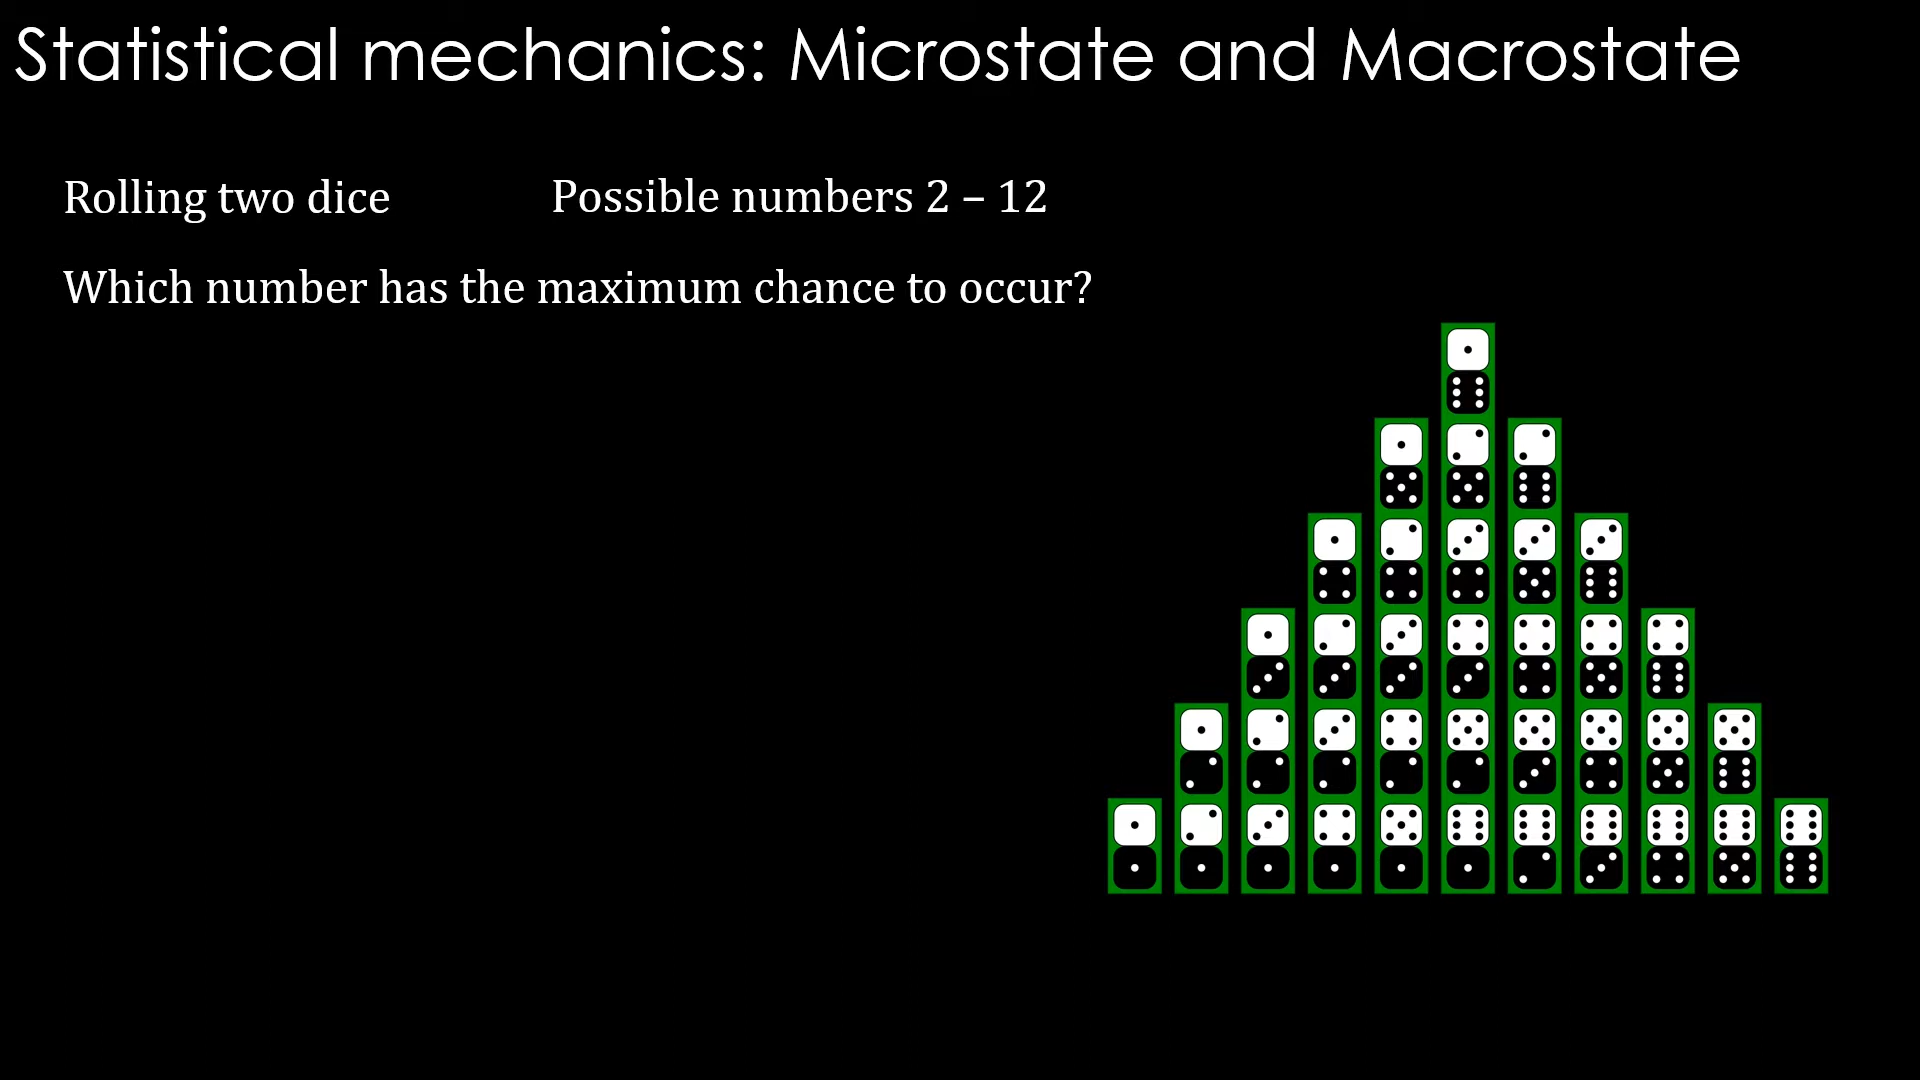 Statistical mechanics: Microstate and Macrostate
Rolling two dice
Possible numbers 2 – 12
Which number has the maximum chance to occur?